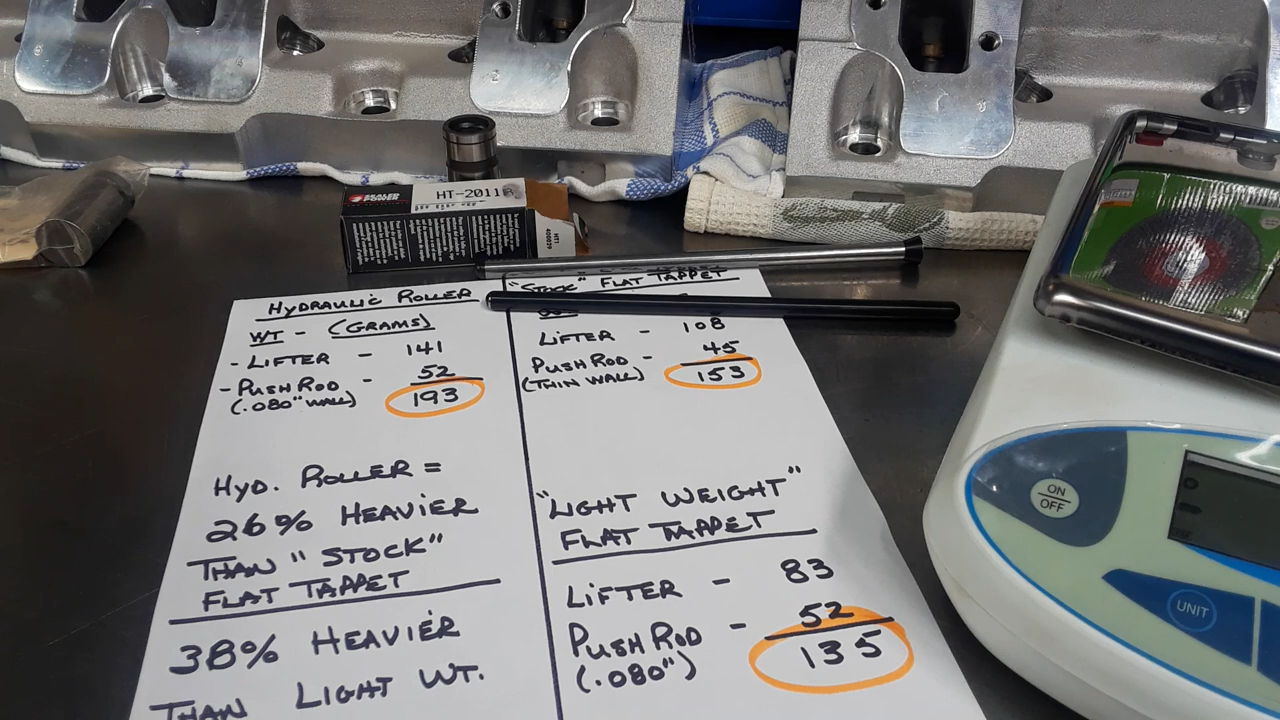 HT-2011
HYDRAULIC ROLLER
WT - (GRAMS)
- LIFTER - 141
- PUSH ROD - 52
(.080" WALL) 193
HYD. ROLLER =
26% HEAVIER
THAN "STOCK"
FLAT TAPPET
38% HEAVIER
THAN LIGHT WT.
"STOCK" FLAT TAPPET
LIFTER - 108
PUSH ROD - 45
(THIN WALL) 153
"LIGHT WEIGHT"
FLAT TAPPET
LIFTER - 83
PUSH ROD - 52
(.080") 135
ON
OFF
UNIT